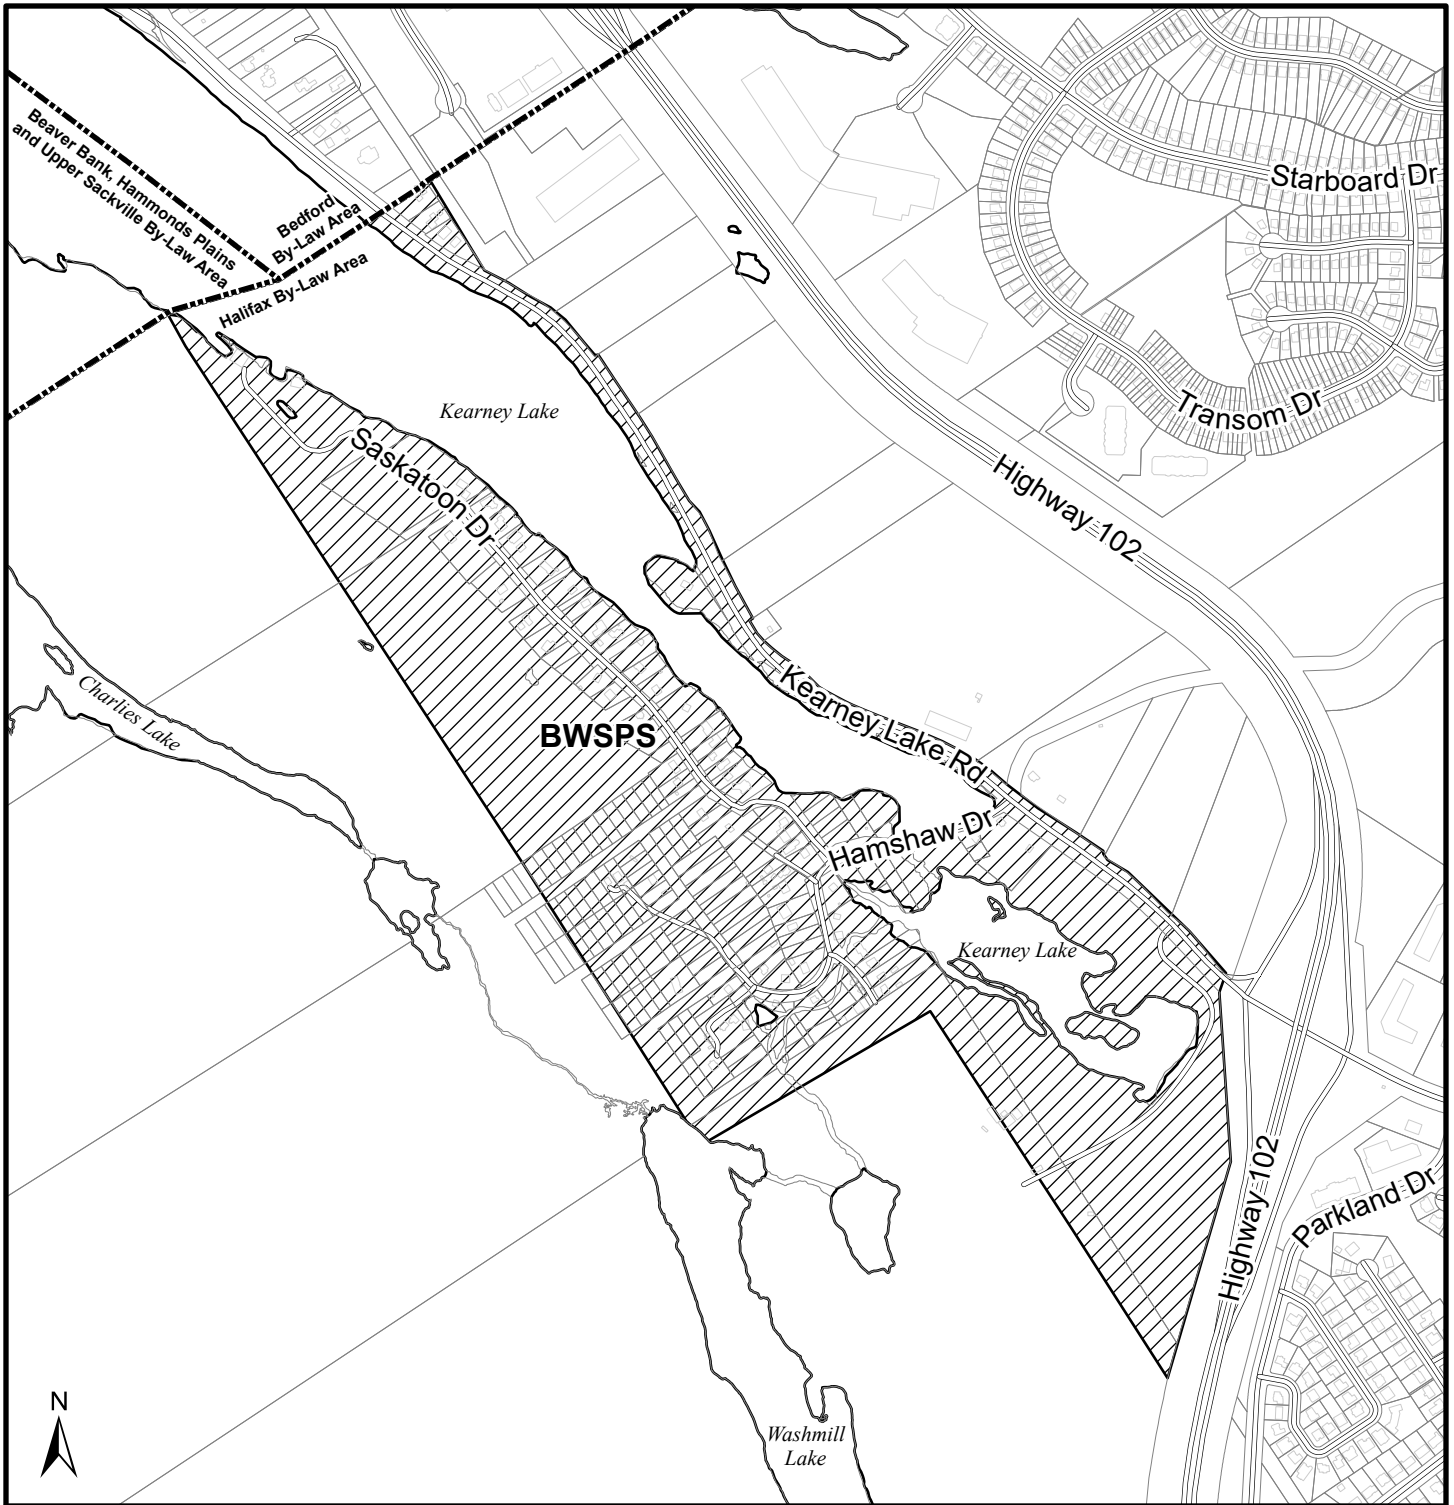 Beaver Bank, Hammonds Plains
and Upper Sackville By-Law Area
Bedford
By-Law Area
Halifax By-Law Area
Starboard Dr
Kearney Lake
Transom Dr
Saskatoon Dr
Highway 102
Charlies Lake
Kearney Lake Rd
BWSPS
Hamshaw Dr
Kearney Lake
Highway 102
Parkland Dr
N
Washmill
Lake